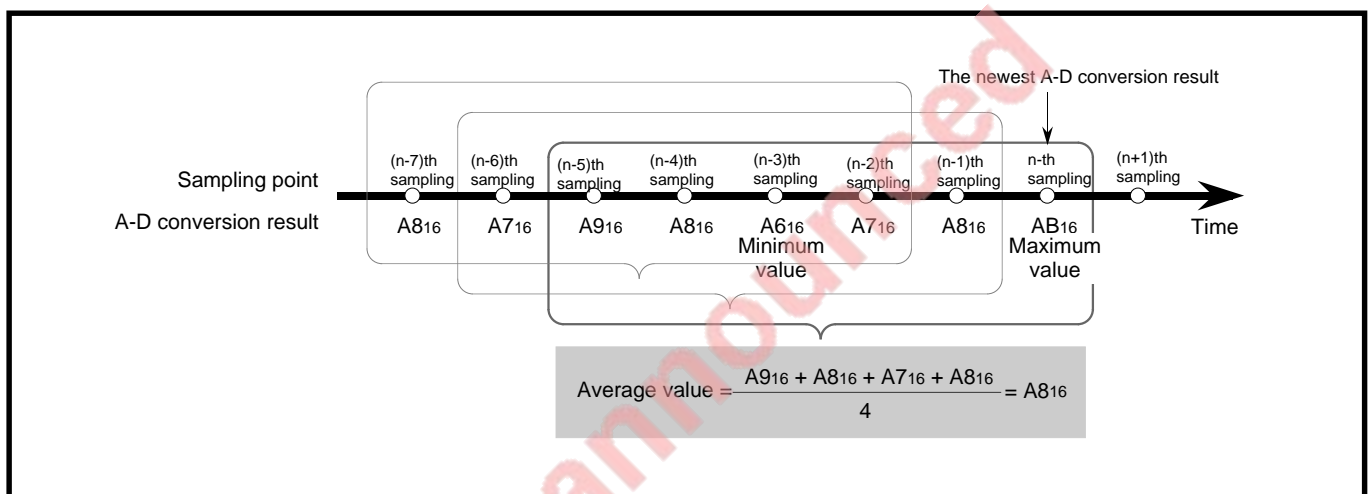 The newest A-D conversion result
(n-7)th sampling
(n-6)th sampling
(n-5)th sampling
(n-4)th sampling
(n-3)th sampling
(n-2)th sampling
(n-1)th sampling
n-th sampling
(n+1)th sampling
Sampling point
A-D conversion result
A816
A716
A916
A816
A616
A716
A816
AB16
Time
Minimum value
Maximum value
Average value = A916 + A816 + A716 + A816 / 4 = A816
announced